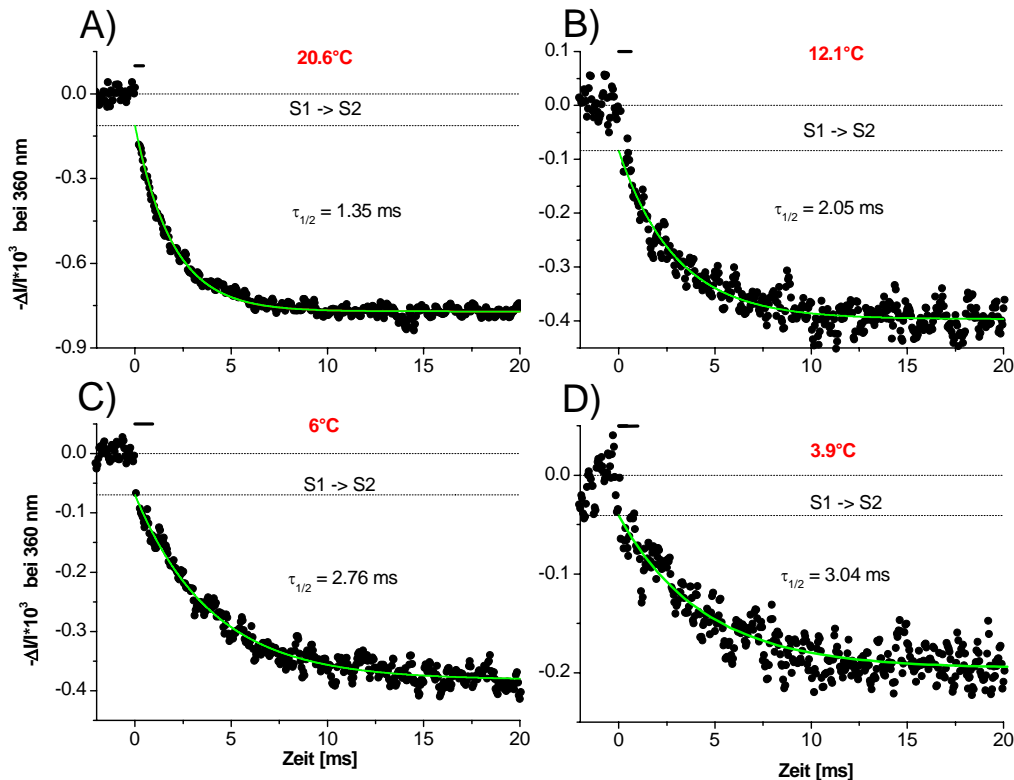 A)
20.6°C
0.0
S1 -> S2
-0.3
τ1/2 = 1.35 ms
-0.6
-0.9
0
5
10
15
20
-ΔI/I*10³ bei 360 nm
B)
0.1
12.1°C
0.0
S1 -> S2
-0.1
-0.2
τ1/2 = 2.05 ms
-0.3
-0.4
0
5
10
15
20
C)
6°C
0.0
S1 -> S2
-0.1
-0.2
τ1/2 = 2.76 ms
-0.3
-0.4
0
5
10
15
20
-ΔI/I*10³ bei 360 nm
Zeit [ms]
D)
3.9°C
0.0
S1 -> S2
-0.1
τ1/2 = 3.04 ms
-0.2
0
5
10
15
20
Zeit [ms]